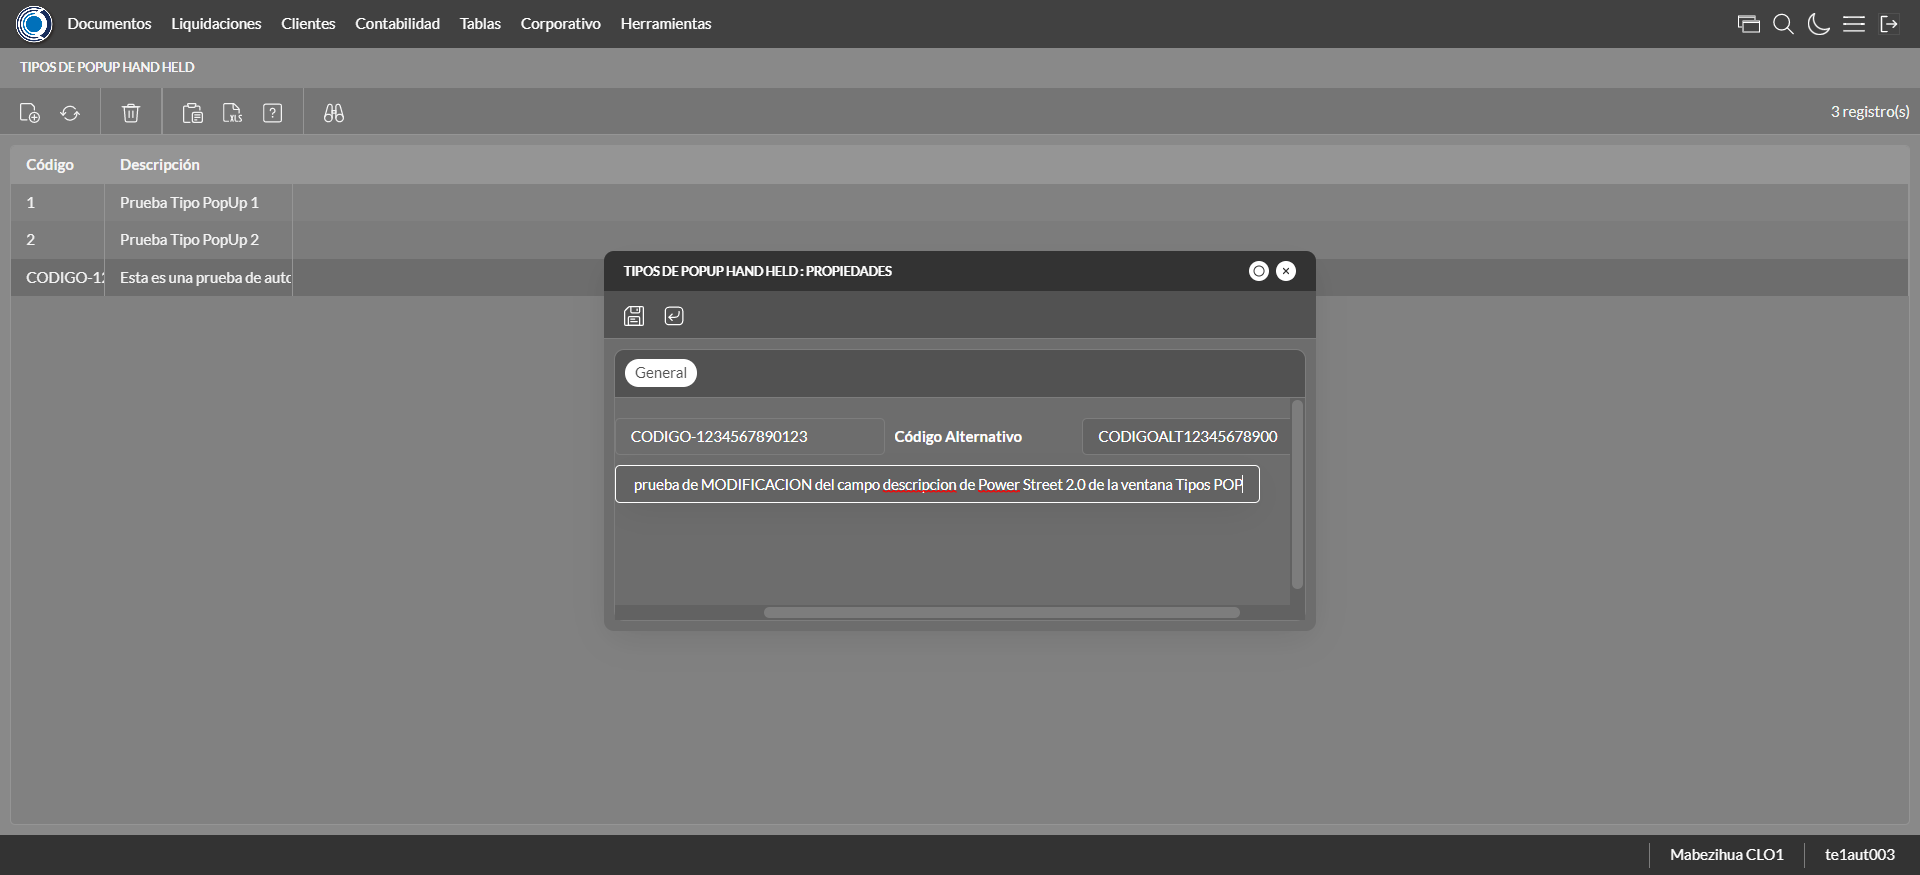 Documentos Liquidaciones Clientes Contabilidad Tablas Corporativo Herramientas
TIPOS DE POPUP HAND HELD
XLS ? 3 registro(s)
Código Descripción
1 Prueba Tipo PopUp 1
2 Prueba Tipo PopUp 2
CODIGO-12 Esta es una prueba de auto
TIPOS DE POPUP HAND HELD : PROPIEDADES
General
CODIGO-1234567890123 Código Alternativo CODIGOALT12345678900
prueba de MODIFICACION del campo descripcion de Power Street 2.0 de la ventana Tipos POP
Mabezihua CLO1 te1aut003